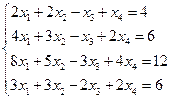 2x₁+2x₂-x₃+x₄=4
4x₁+3x₂-x₃+2x₄=6
8x₁+5x₂-3x₃+4x₄=12
3x₁+3x₂-2x₃+2x₄=6